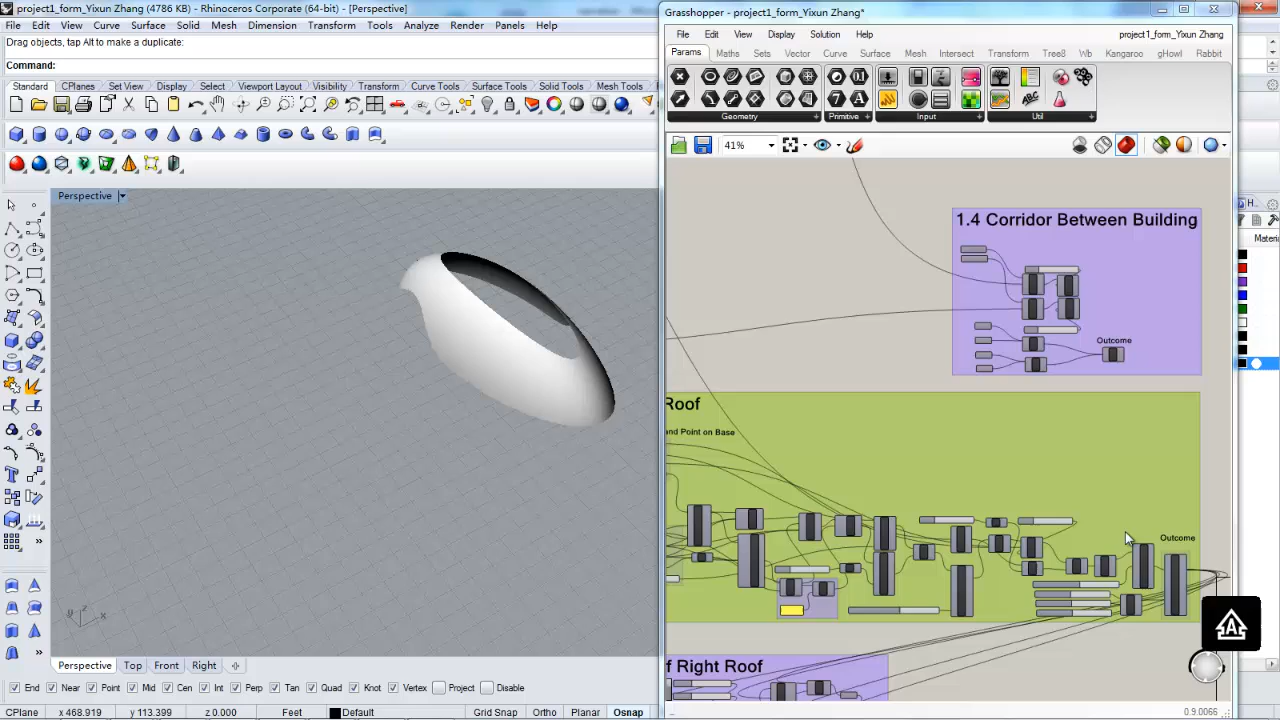 project1_form_Yixun Zhang (4786 KB) - Rhinoceros Corporate (64-bit) - [Perspective]
File Edit View Curve Surface Solid Mesh Dimension Transform Tools Analyze Render Panels Help
Drag objects, tap Alt to make a duplicate:
Command:
Standard CPlanes Set View Display Select Viewport Layout Visibility Transform Curve Tools Surface Tools Solid Tools Mesh Tools
Perspective
z
y
x
Perspective Top Front Right
End Near Point Mid Cen Int Perp Tan Quad Knot Vertex Project Disable
CPlane x 468.919 y 113.399 z 0.000 Feet Default Grid Snap Ortho Planar Osnap
Grasshopper - project1_form_Yixun Zhang*
File Edit View Display Solution Help project1_form_Yixun Zhang
Params Maths Sets Vector Curve Surface Mesh Intersect Transform Tree8 Wb Kangaroo gHowl Rabbit
Geometry Primitive Input Util
41%
1.4 Corridor Between Building
Outcome
Roof
and Point on Base
Outcome
f Right Roof
0.9.0066
H...
Materi